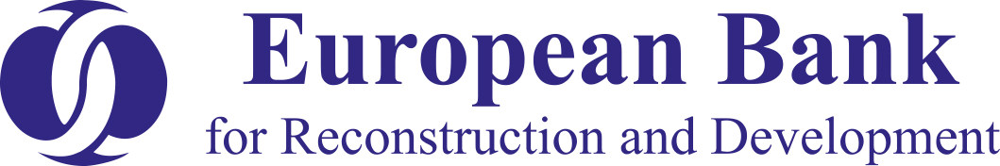 European Bank
for Reconstruction and Development